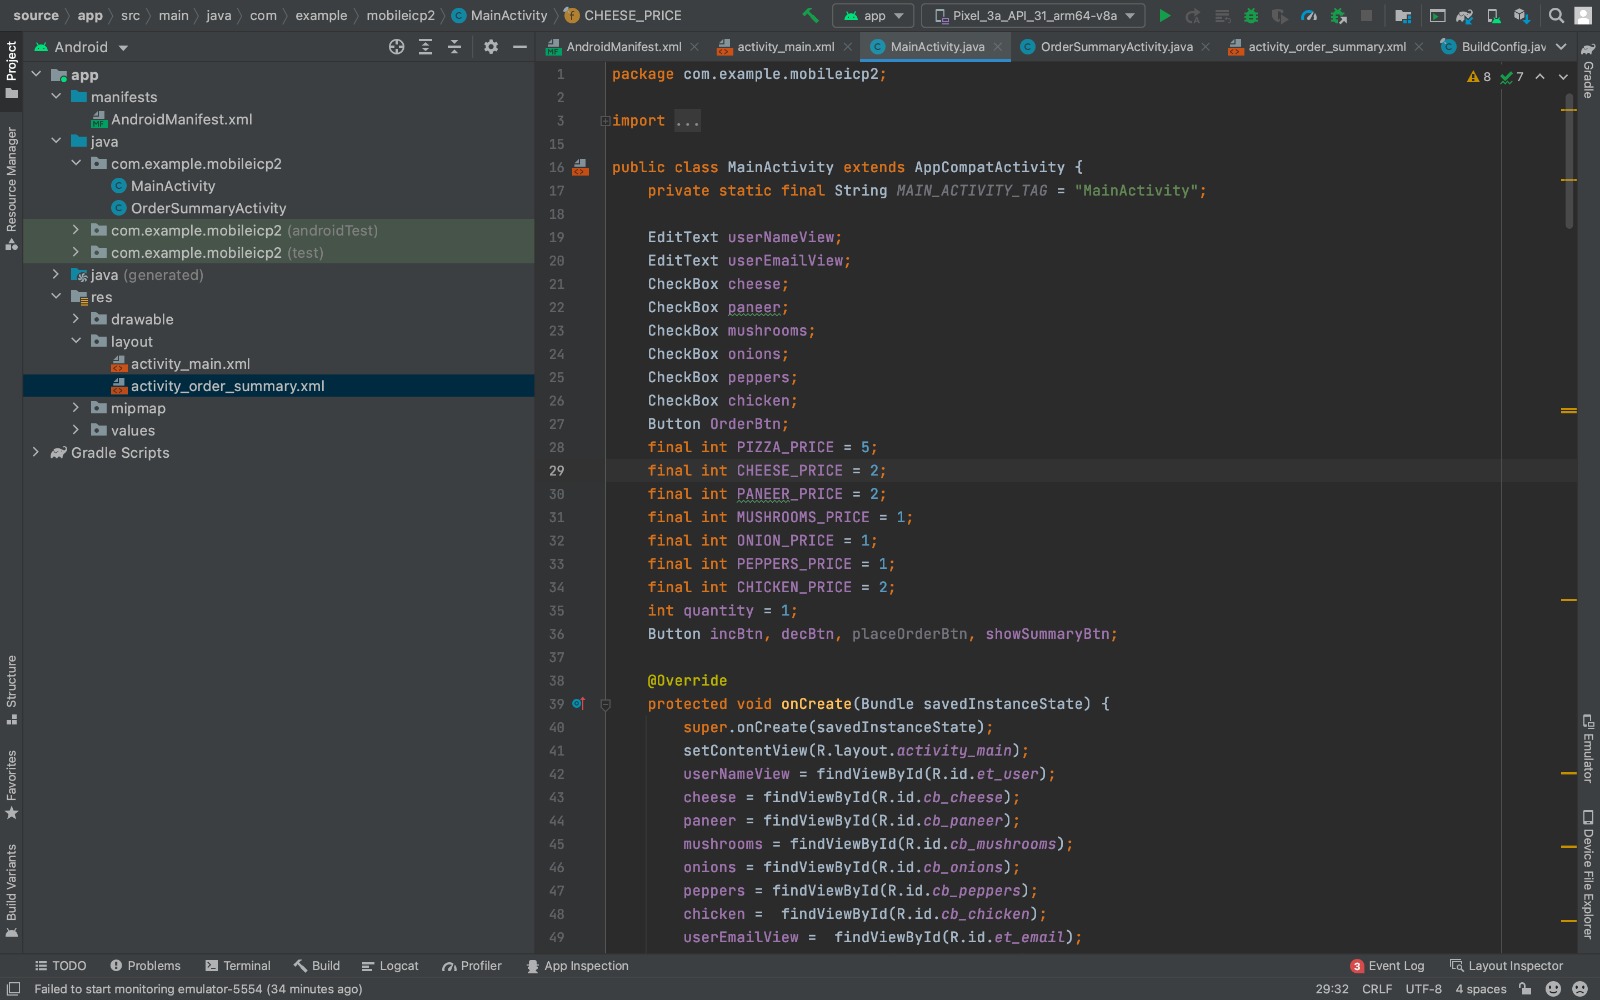 source app src main java com example mobileicp2 MainActivity CHEESE_PRICE app Pixel_3a_API_31_arm64-v8a
Android
AndroidManifest.xml activity_main.xml MainActivity.java OrderSummaryActivity.java activity_order_summary.xml BuildConfig.jav
Project
Resource Manager
Structure
Favorites
Build Variants
app
manifests
AndroidManifest.xml
java
com.example.mobileicp2
MainActivity
OrderSummaryActivity
com.example.mobileicp2 (androidTest)
com.example.mobileicp2 (test)
java (generated)
res
drawable
layout
activity_main.xml
activity_order_summary.xml
mipmap
values
Gradle Scripts
8 7
1 package com.example.mobileicp2;
2
3 import ...
15
16 public class MainActivity extends AppCompatActivity {
17 private static final String MAIN_ACTIVITY_TAG = "MainActivity";
18
19 EditText userNameView;
20 EditText userEmailView;
21 CheckBox cheese;
22 CheckBox paneer;
23 CheckBox mushrooms;
24 CheckBox onions;
25 CheckBox peppers;
26 CheckBox chicken;
27 Button OrderBtn;
28 final int PIZZA_PRICE = 5;
29 final int CHEESE_PRICE = 2;
30 final int PANEER_PRICE = 2;
31 final int MUSHROOMS_PRICE = 1;
32 final int ONION_PRICE = 1;
33 final int PEPPERS_PRICE = 1;
34 final int CHICKEN_PRICE = 2;
35 int quantity = 1;
36 Button incBtn, decBtn, placeOrderBtn, showSummaryBtn;
37
38 @Override
39 protected void onCreate(Bundle savedInstanceState) {
40 super.onCreate(savedInstanceState);
41 setContentView(R.layout.activity_main);
42 userNameView = findViewById(R.id.et_user);
43 cheese = findViewById(R.id.cb_cheese);
44 paneer = findViewById(R.id.cb_paneer);
45 mushrooms = findViewById(R.id.cb_mushrooms);
46 onions = findViewById(R.id.cb_onions);
47 peppers = findViewById(R.id.cb_peppers);
48 chicken =  findViewById(R.id.cb_chicken);
49 userEmailView =  findViewById(R.id.et_email);
Gradle
Emulator
Device File Explorer
TODO Problems Terminal Build Logcat Profiler App Inspection 3 Event Log Layout Inspector
Failed to start monitoring emulator-5554 (34 minutes ago) 29:32 CRLF UTF-8 4 spaces